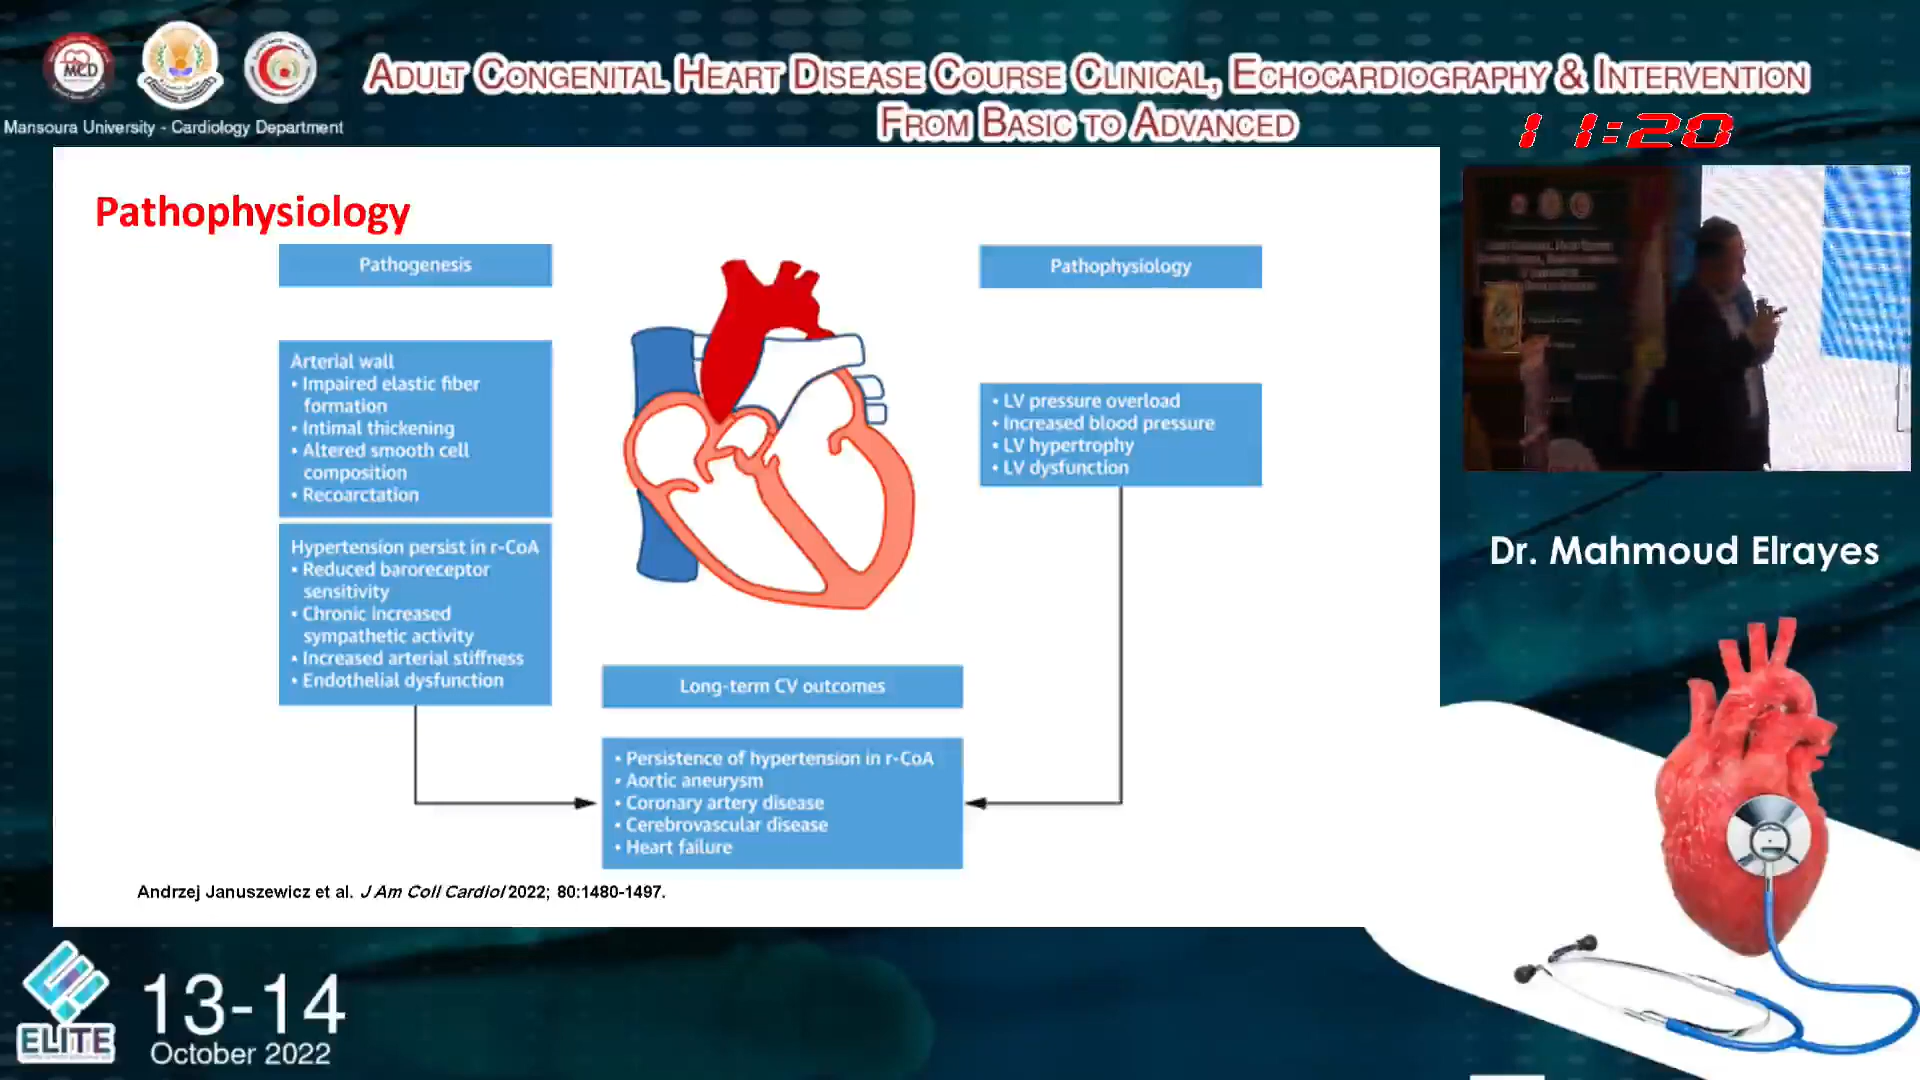 ADULT CONGENITAL HEART DISEASE COURSE CLINICAL, ECHOCARDIOGRAPHY & INTERVENTION
FROM BASIC TO ADVANCED
MCD
Mansoura University - Cardiology Department
11:20
Pathophysiology
Pathogenesis
Arterial wall
• Impaired elastic fiber
formation
• Intimal thickening
• Altered smooth cell
composition
• Recoarctation
Hypertension persist in r-CoA
• Reduced baroreceptor
sensitivity
• Chronic increased
sympathetic activity
• Increased arterial stiffness
• Endothelial dysfunction
Pathophysiology
• LV pressure overload
• Increased blood pressure
• LV hypertrophy
• LV dysfunction
Long-term CV outcomes
• Persistence of hypertension in r-CoA
• Aortic aneurysm
• Coronary artery disease
• Cerebrovascular disease
• Heart failure
Andrzej Januszewicz et al. J Am Coll Cardiol 2022; 80:1480-1497.
Dr. Mahmoud Elrayes
ELITE
13-14
October 2022